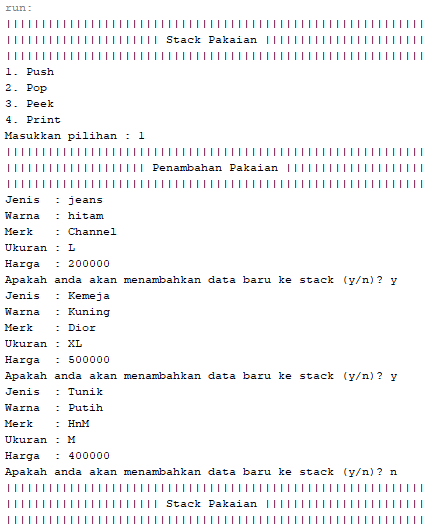 run:
||||||||||||||||||||||||||||||||||||||||||||||||||||||||||||
|||||||||||||||||||||| Stack Pakaian |||||||||||||||||||||||
||||||||||||||||||||||||||||||||||||||||||||||||||||||||||||
1. Push
2. Pop
3. Peek
4. Print
Masukkan pilihan : 1
||||||||||||||||||||||||||||||||||||||||||||||||||||||||||||
|||||||||||||||||||| Penambahan Pakaian ||||||||||||||||||||
||||||||||||||||||||||||||||||||||||||||||||||||||||||||||||
Jenis  : jeans
Warna  : hitam
Merk   : Channel
Ukuran : L
Harga  : 200000
Apakah anda akan menambahkan data baru ke stack (y/n)? y
Jenis  : Kemeja
Warna  : Kuning
Merk   : Dior
Ukuran : XL
Harga  : 500000
Apakah anda akan menambahkan data baru ke stack (y/n)? y
Jenis  : Tunik
Warna  : Putih
Merk   : HnM
Ukuran : M
Harga  : 400000
Apakah anda akan menambahkan data baru ke stack (y/n)? n
||||||||||||||||||||||||||||||||||||||||||||||||||||||||||||
|||||||||||||||||||||| Stack Pakaian |||||||||||||||||||||||
||||||||||||||||||||||||||||||||||||||||||||||||||||||||||||